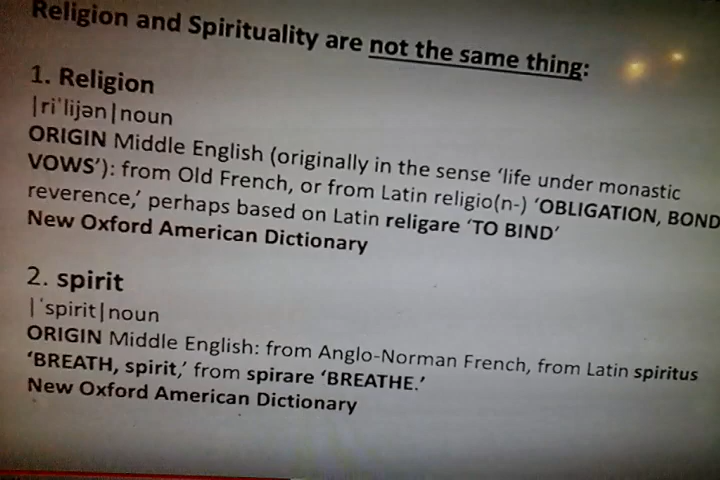 Religion and Spirituality are not the same thing:
1. Religion
|riˈlijən|noun
ORIGIN Middle English (originally in the sense ‘life under monastic
VOWS’): from Old French, or from Latin religio(n-) ‘OBLIGATION, BOND
reverence,’ perhaps based on Latin religare ‘TO BIND’
New Oxford American Dictionary
2. spirit
|ˈspirit|noun
ORIGIN Middle English: from Anglo-Norman French, from Latin spiritus
‘BREATH, spirit,’ from spirare ‘BREATHE.’
New Oxford American Dictionary